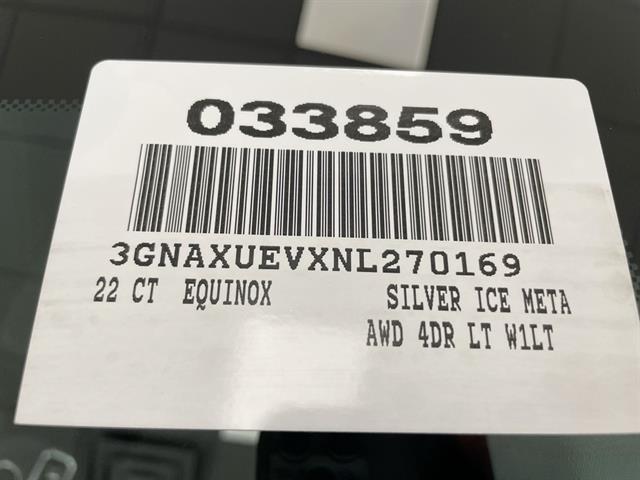 033859
3GNAXUEVXNL270169
22 CT EQUINOX SILVER ICE META
AWD 4DR LT W1LT